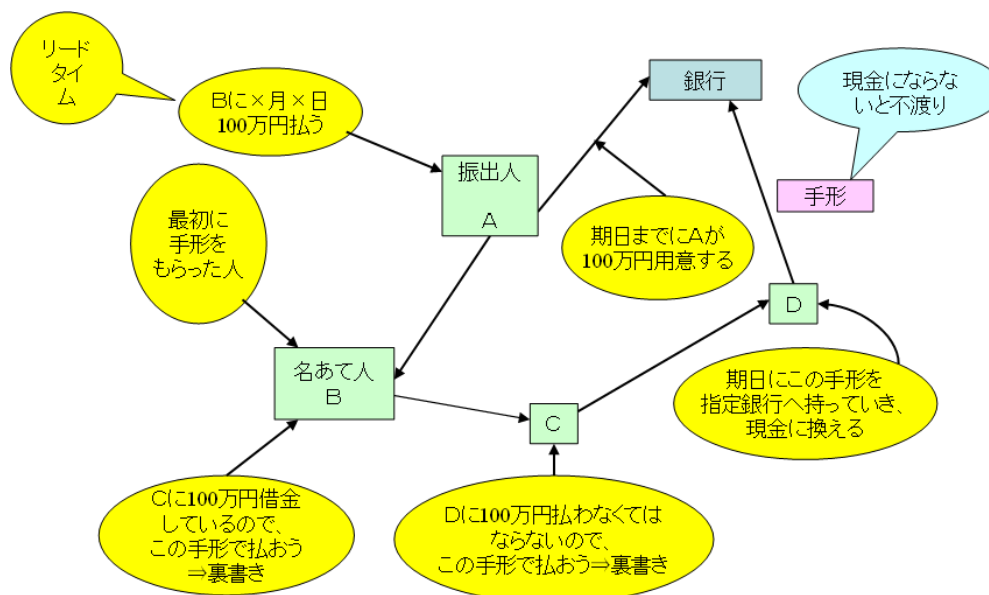 リード
タイ
ム
Bに×月×日
100万円払う
銀行
現金にならな
いと不渡り
手形
振出人
A
最初に
手形を
もらった人
期日までにAが
100万円用意する
D
名あて人
B
C
期日にこの手形を
指定銀行へ持っていき、
現金に換える
Cに100万円借金
しているので、
この手形で払おう
⇒裏書き
Dに100万円払わなくては
ならないので、
この手形で払おう⇒裏書き